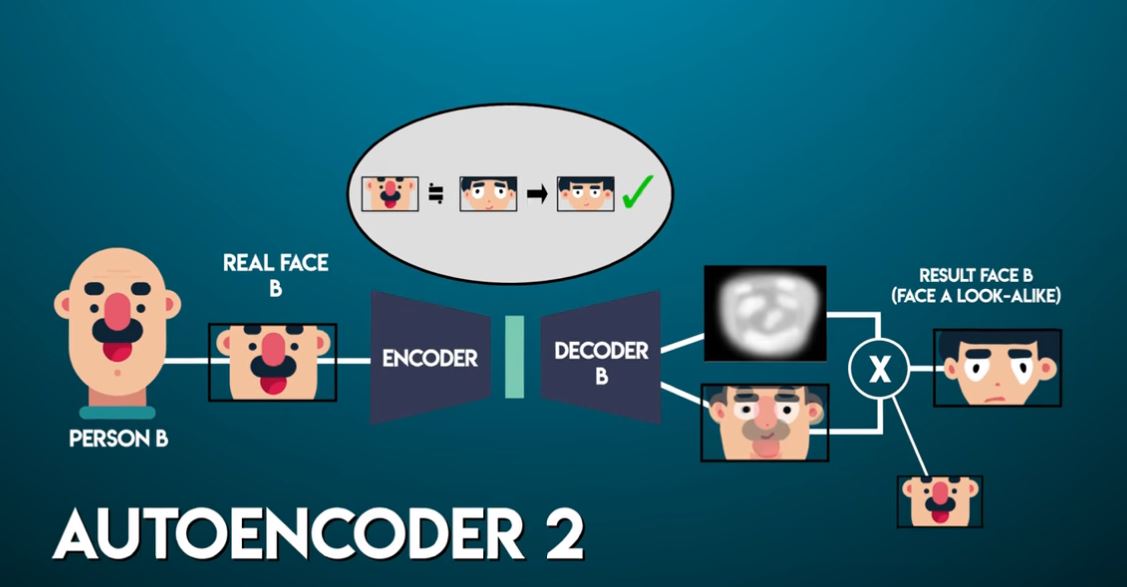 REAL FACE
B
ENCODER
DECODER
B
RESULT FACE B
(FACE A LOOK-ALIKE)
X
PERSON B
AUTOENCODER 2